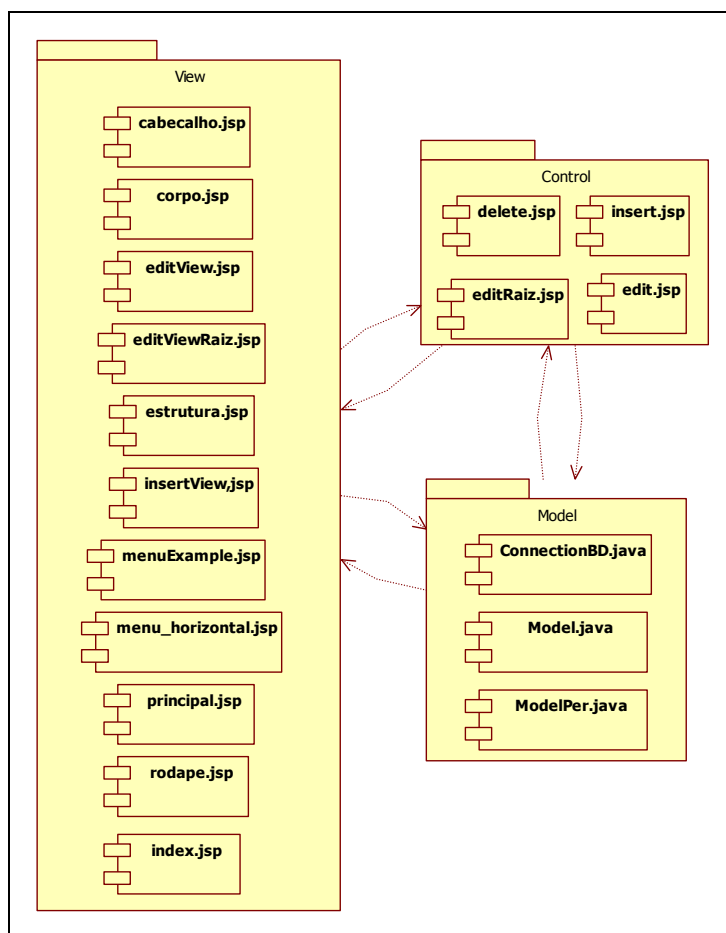 View
cabecalho.jsp
corpo.jsp
editView.jsp
editViewRaiz.jsp
estrutura.jsp
insertView,jsp
menuExample.jsp
menu_horizontal.jsp
principal.jsp
rodape.jsp
index.jsp
Control
delete.jsp
insert.jsp
editRaiz.jsp
edit.jsp
Model
ConnectionBD.java
Model.java
ModelPer.java